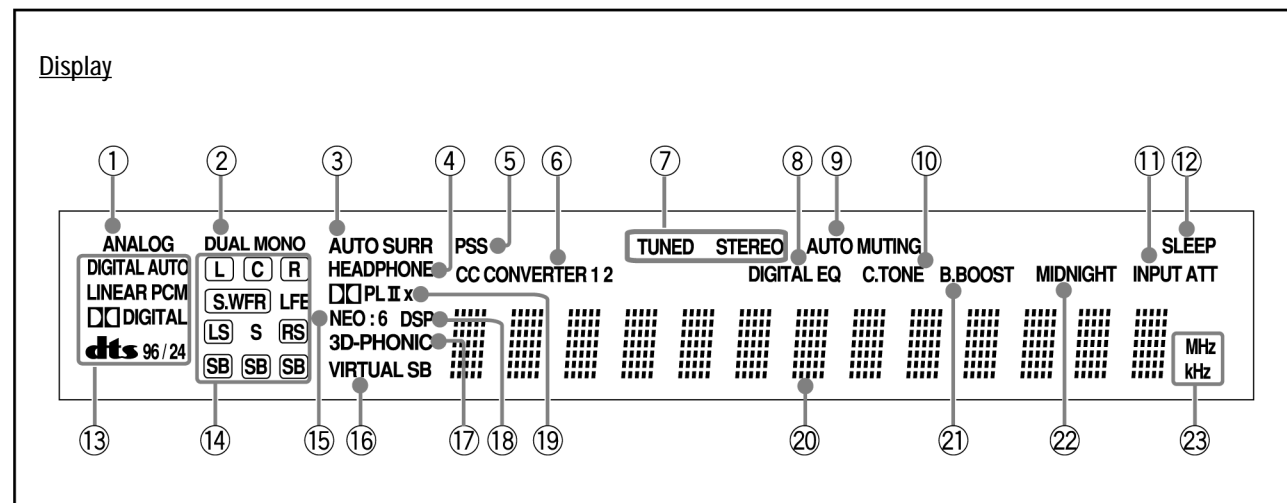 Display
① ② ③ ④ ⑤ ⑥ ⑦ ⑧ ⑨ ⑩ ⑪ ⑫
ANALOG DUAL MONO AUTO SURR PSS TUNED STEREO AUTO MUTING SLEEP
DIGITAL AUTO L C R HEADPHONE CC CONVERTER 1 2 DIGITAL EQ C.TONE B.BOOST MIDNIGHT INPUT ATT
LINEAR PCM S.WFR LFE PL II x
DIGITAL LS S RS NEO : 6 DSP
dts 96 / 24 3D-PHONIC MHz
SB SB SB VIRTUAL SB kHz
⑬ ⑭ ⑮ ⑯ ⑰ ⑱ ⑲ ⑳ ㉑ ㉒ ㉓